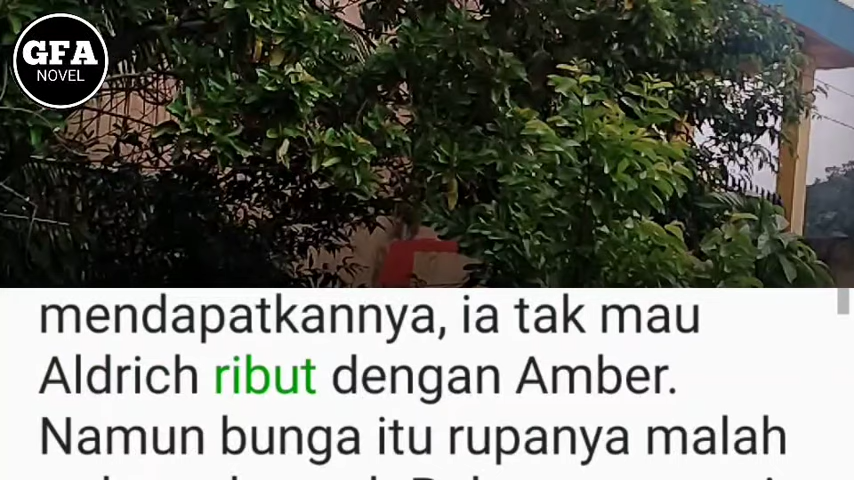 GFA
NOVEL
mendapatkannya, ia tak mau
Aldrich ribut dengan Amber.
Namun bunga itu rupanya malah